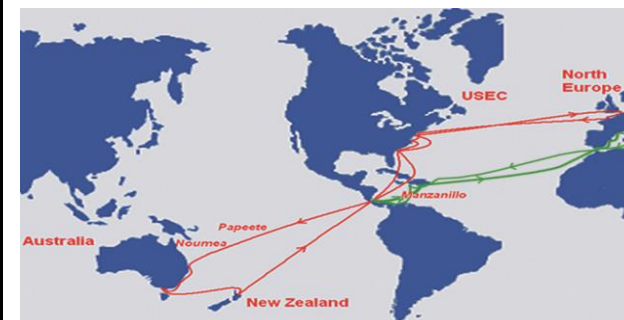 North
Europe
USEC
Manzanillo
Papeete
Noumea
Australia
New Zealand